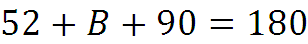 52 + B + 90 = 180